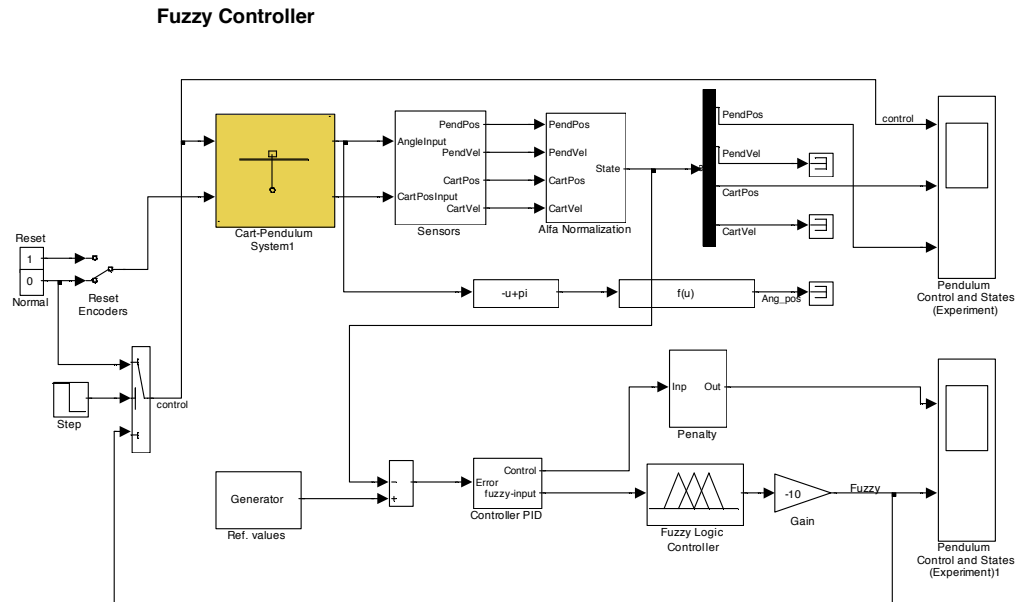 Fuzzy Controller
control
PendPos
PendVel
CartPos
CartVel
AngleInput
CartPosInput
PendPos
PendVel
CartPos
CartVel
Sensors
PendPos
PendVel
CartPos
CartVel
State
Alfa Normalization
Cart-Pendulum
System1
Reset
1
0
Normal
Reset
Encoders
-u+pi
f(u)
Ang_pos
Pendulum
Control and States
(Experiment)
Step
control
Inp
Out
Penalty
Generator
Ref. values
-
+
Error
Control
fuzzy-input
Controller PID
Fuzzy Logic
Controller
-10
Gain
Fuzzy
Pendulum
Control and States
(Experiment)1